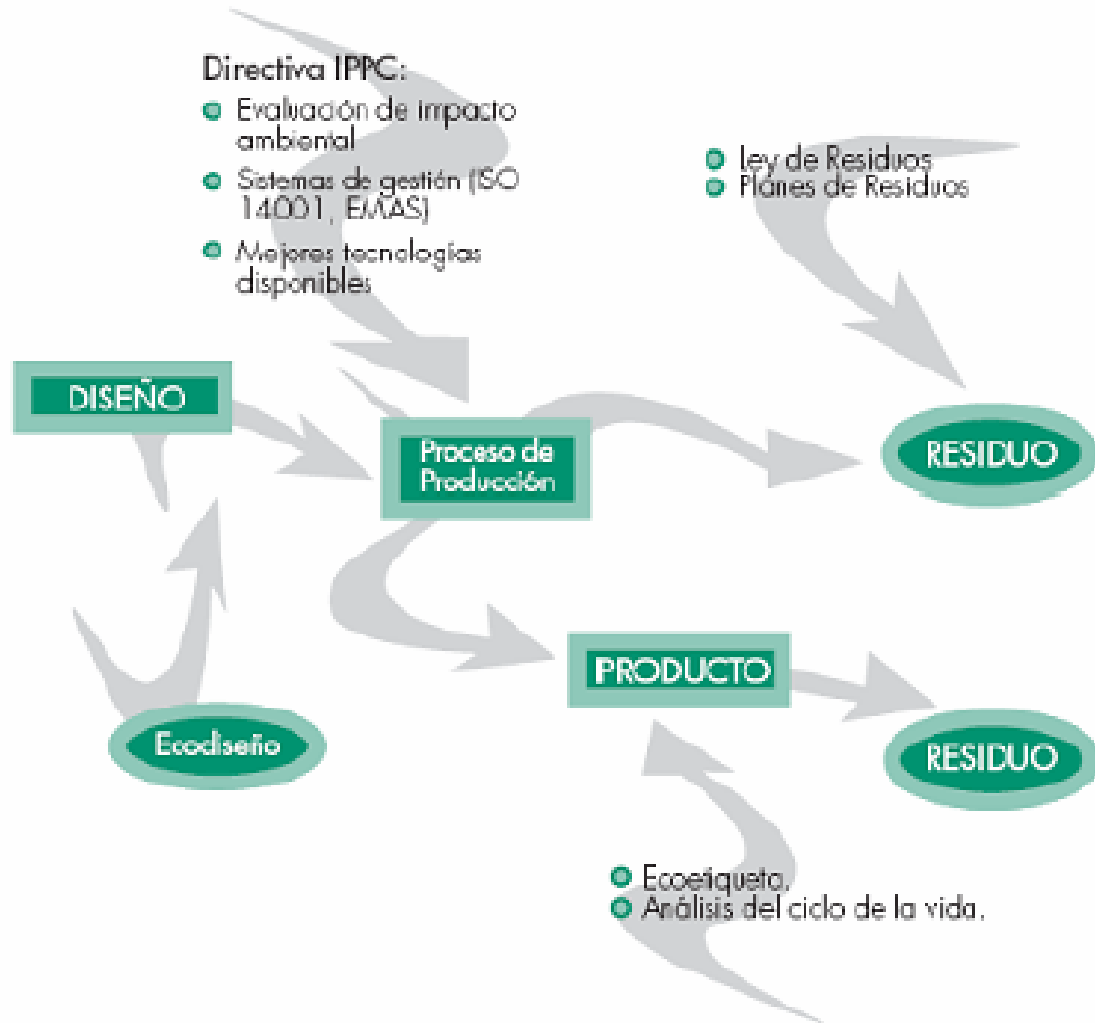 Directiva IPPC:
Evaluación de impacto
ambiental
Sistemas de gestión (ISO
14001, EMAS)
Mejores tecnologías
disponibles
Ley de Residuos
Planes de Residuos
DISEÑO
Proceso de
Producción
RESIDUO
PRODUCTO
Ecodiseño
RESIDUO
Ecoetiqueta.
Análisis del ciclo de la vida.